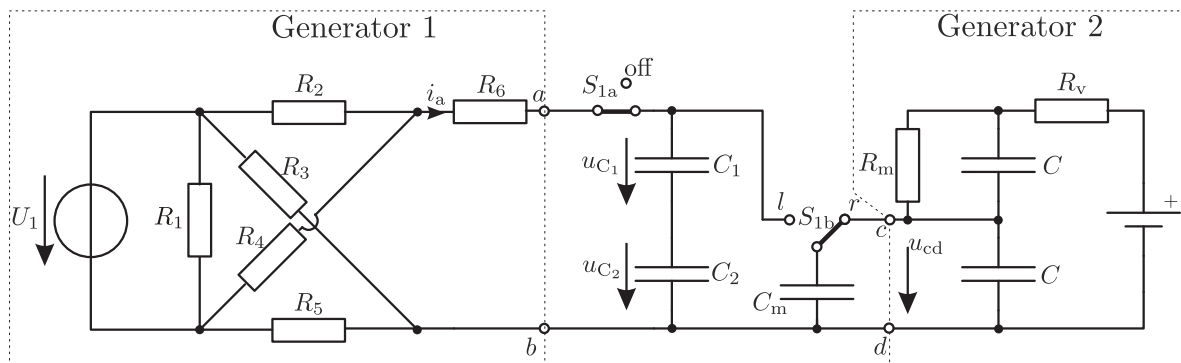 Generator 1
Generator 2
off
S1a
R2
ia
R6
a
Rv
R3
uC1
C1
Rm
C
U1
R1
R4
l
S1b
r
c
+
uC2
C2
ucd
C
Cm
R5
b
d